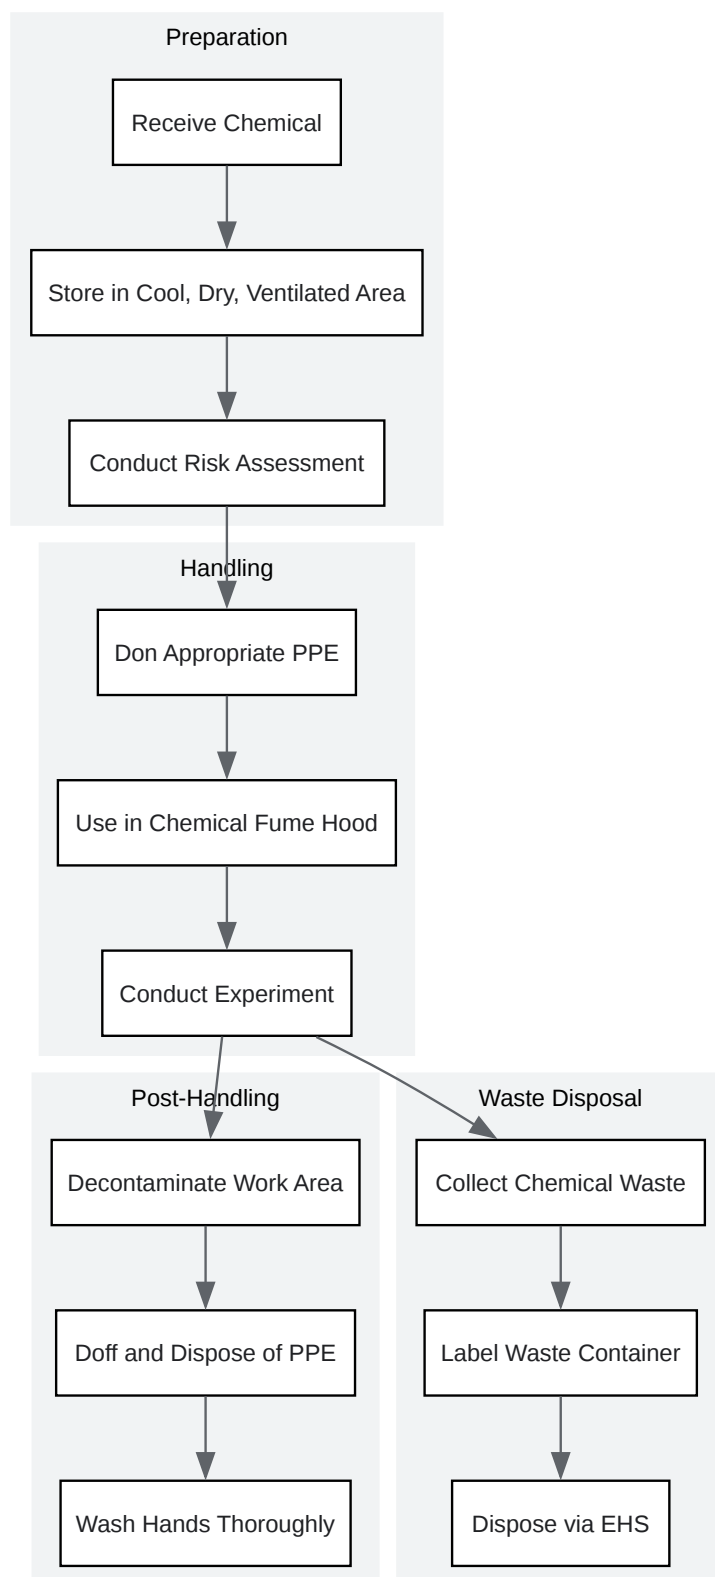 Preparation
Receive Chemical
Store in Cool, Dry, Ventilated Area
Conduct Risk Assessment
Handling
Don Appropriate PPE
Use in Chemical Fume Hood
Conduct Experiment
Post-Handling
Decontaminate Work Area
Doff and Dispose of PPE
Wash Hands Thoroughly
Waste Disposal
Collect Chemical Waste
Label Waste Container
Dispose via EHS